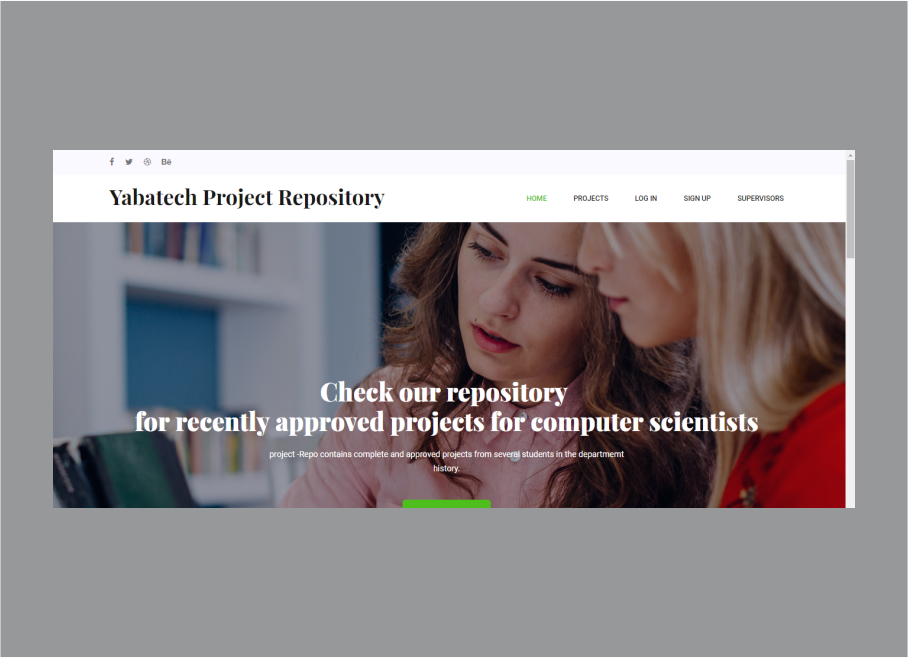 Bē
Yabatech Project Repository
HOME PROJECTS LOG IN SIGN UP SUPERVISORS
Check our repository
for recently approved projects for computer scientists
project -Repo contains complete and approved projects from several students in the departmemt
history.